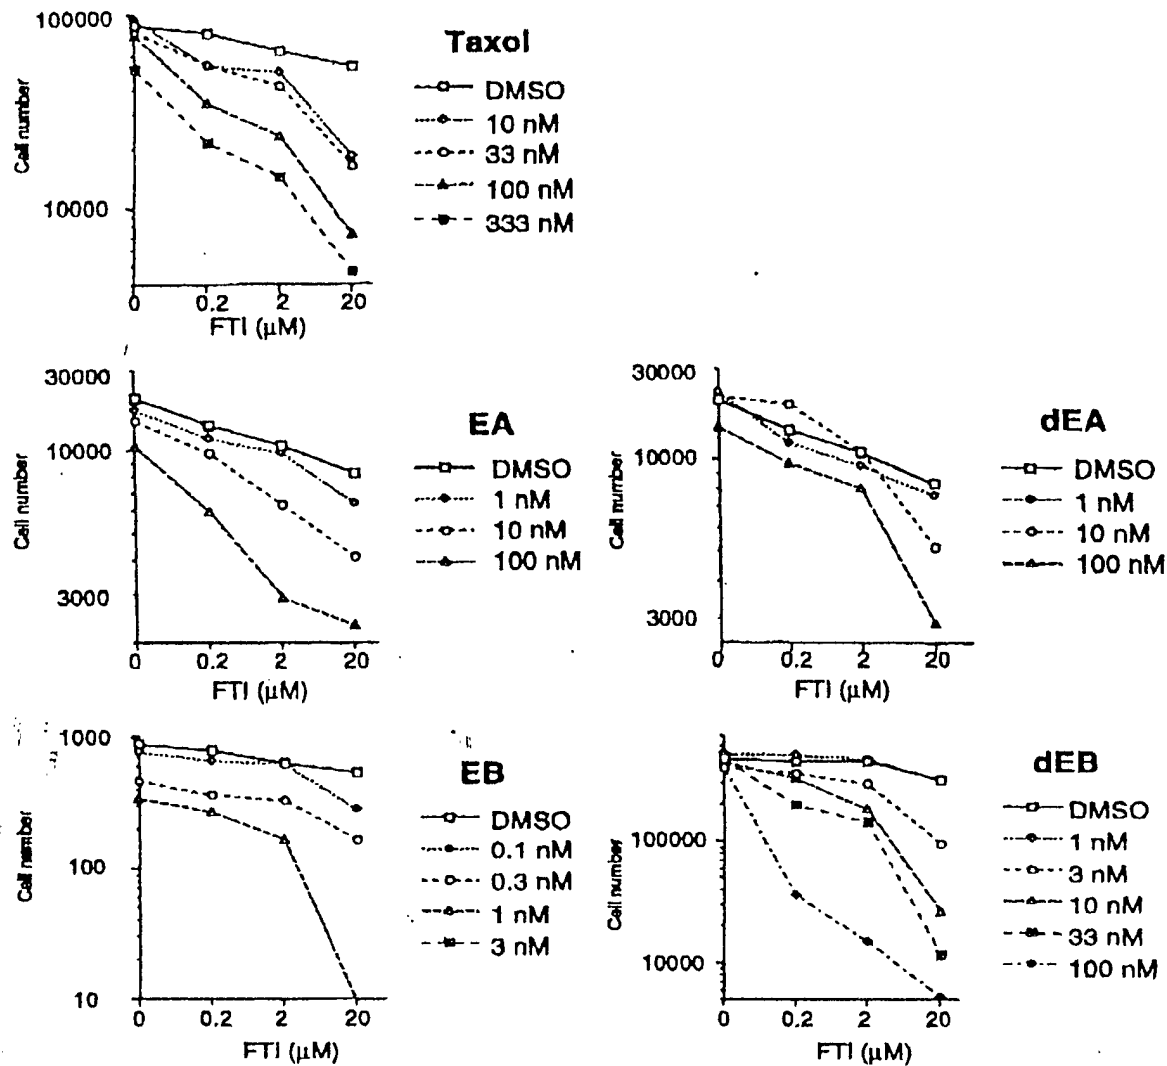 Taxol
100000
10000
Cell number
0 0.2 2 20
FTI (μM)
DMSO
10 nM
33 nM
100 nM
333 nM
EA
30000
10000
3000
Cell number
0 0.2 2 20
FTI (μM)
DMSO
1 nM
10 nM
100 nM
dEA
30000
10000
3000
Cell number
0 0.2 2 20
FTI (μM)
DMSO
1 nM
10 nM
100 nM
EB
1000
100
10
Cell number
0 0.2 2 20
FTI (μM)
DMSO
0.1 nM
0.3 nM
1 nM
3 nM
dEB
100000
10000
Cell number
0 0.2 2 20
FTI (μM)
DMSO
1 nM
3 nM
10 nM
33 nM
100 nM